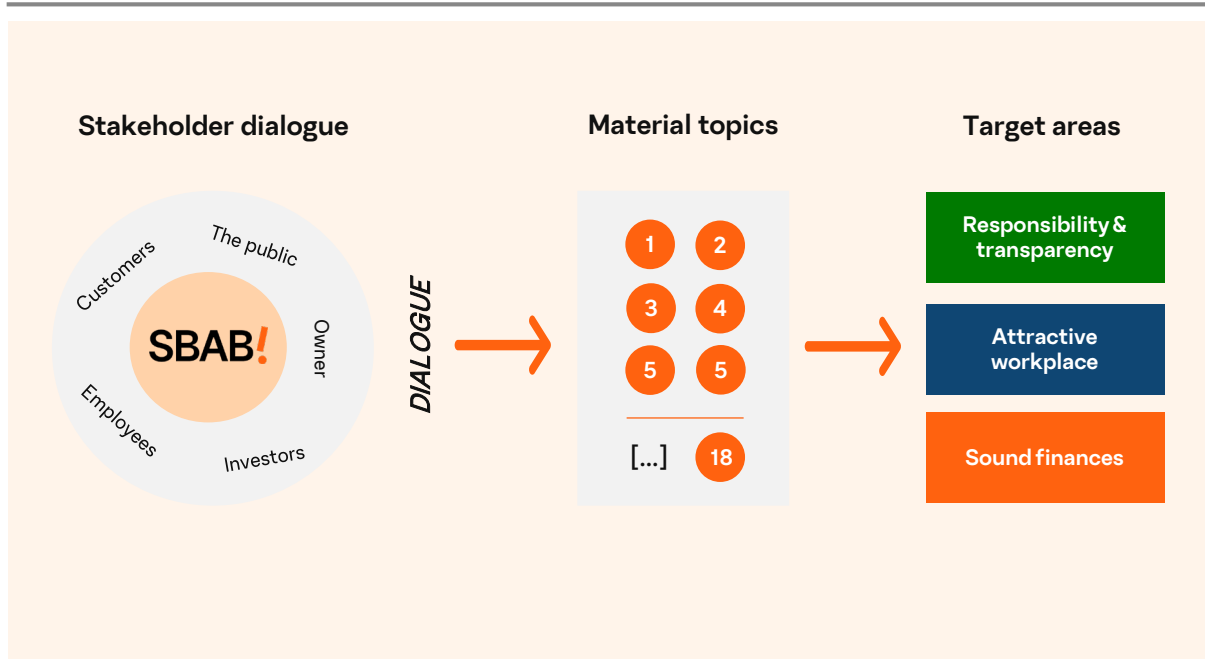 Stakeholder dialogue
Material topics
Target areas
Customers
The public
Owner
Investors
Employees
SBAB!
DIALOGUE
1 2
3 4
5 5
[...] 18
Responsibility &
transparency
Attractive
workplace
Sound finances